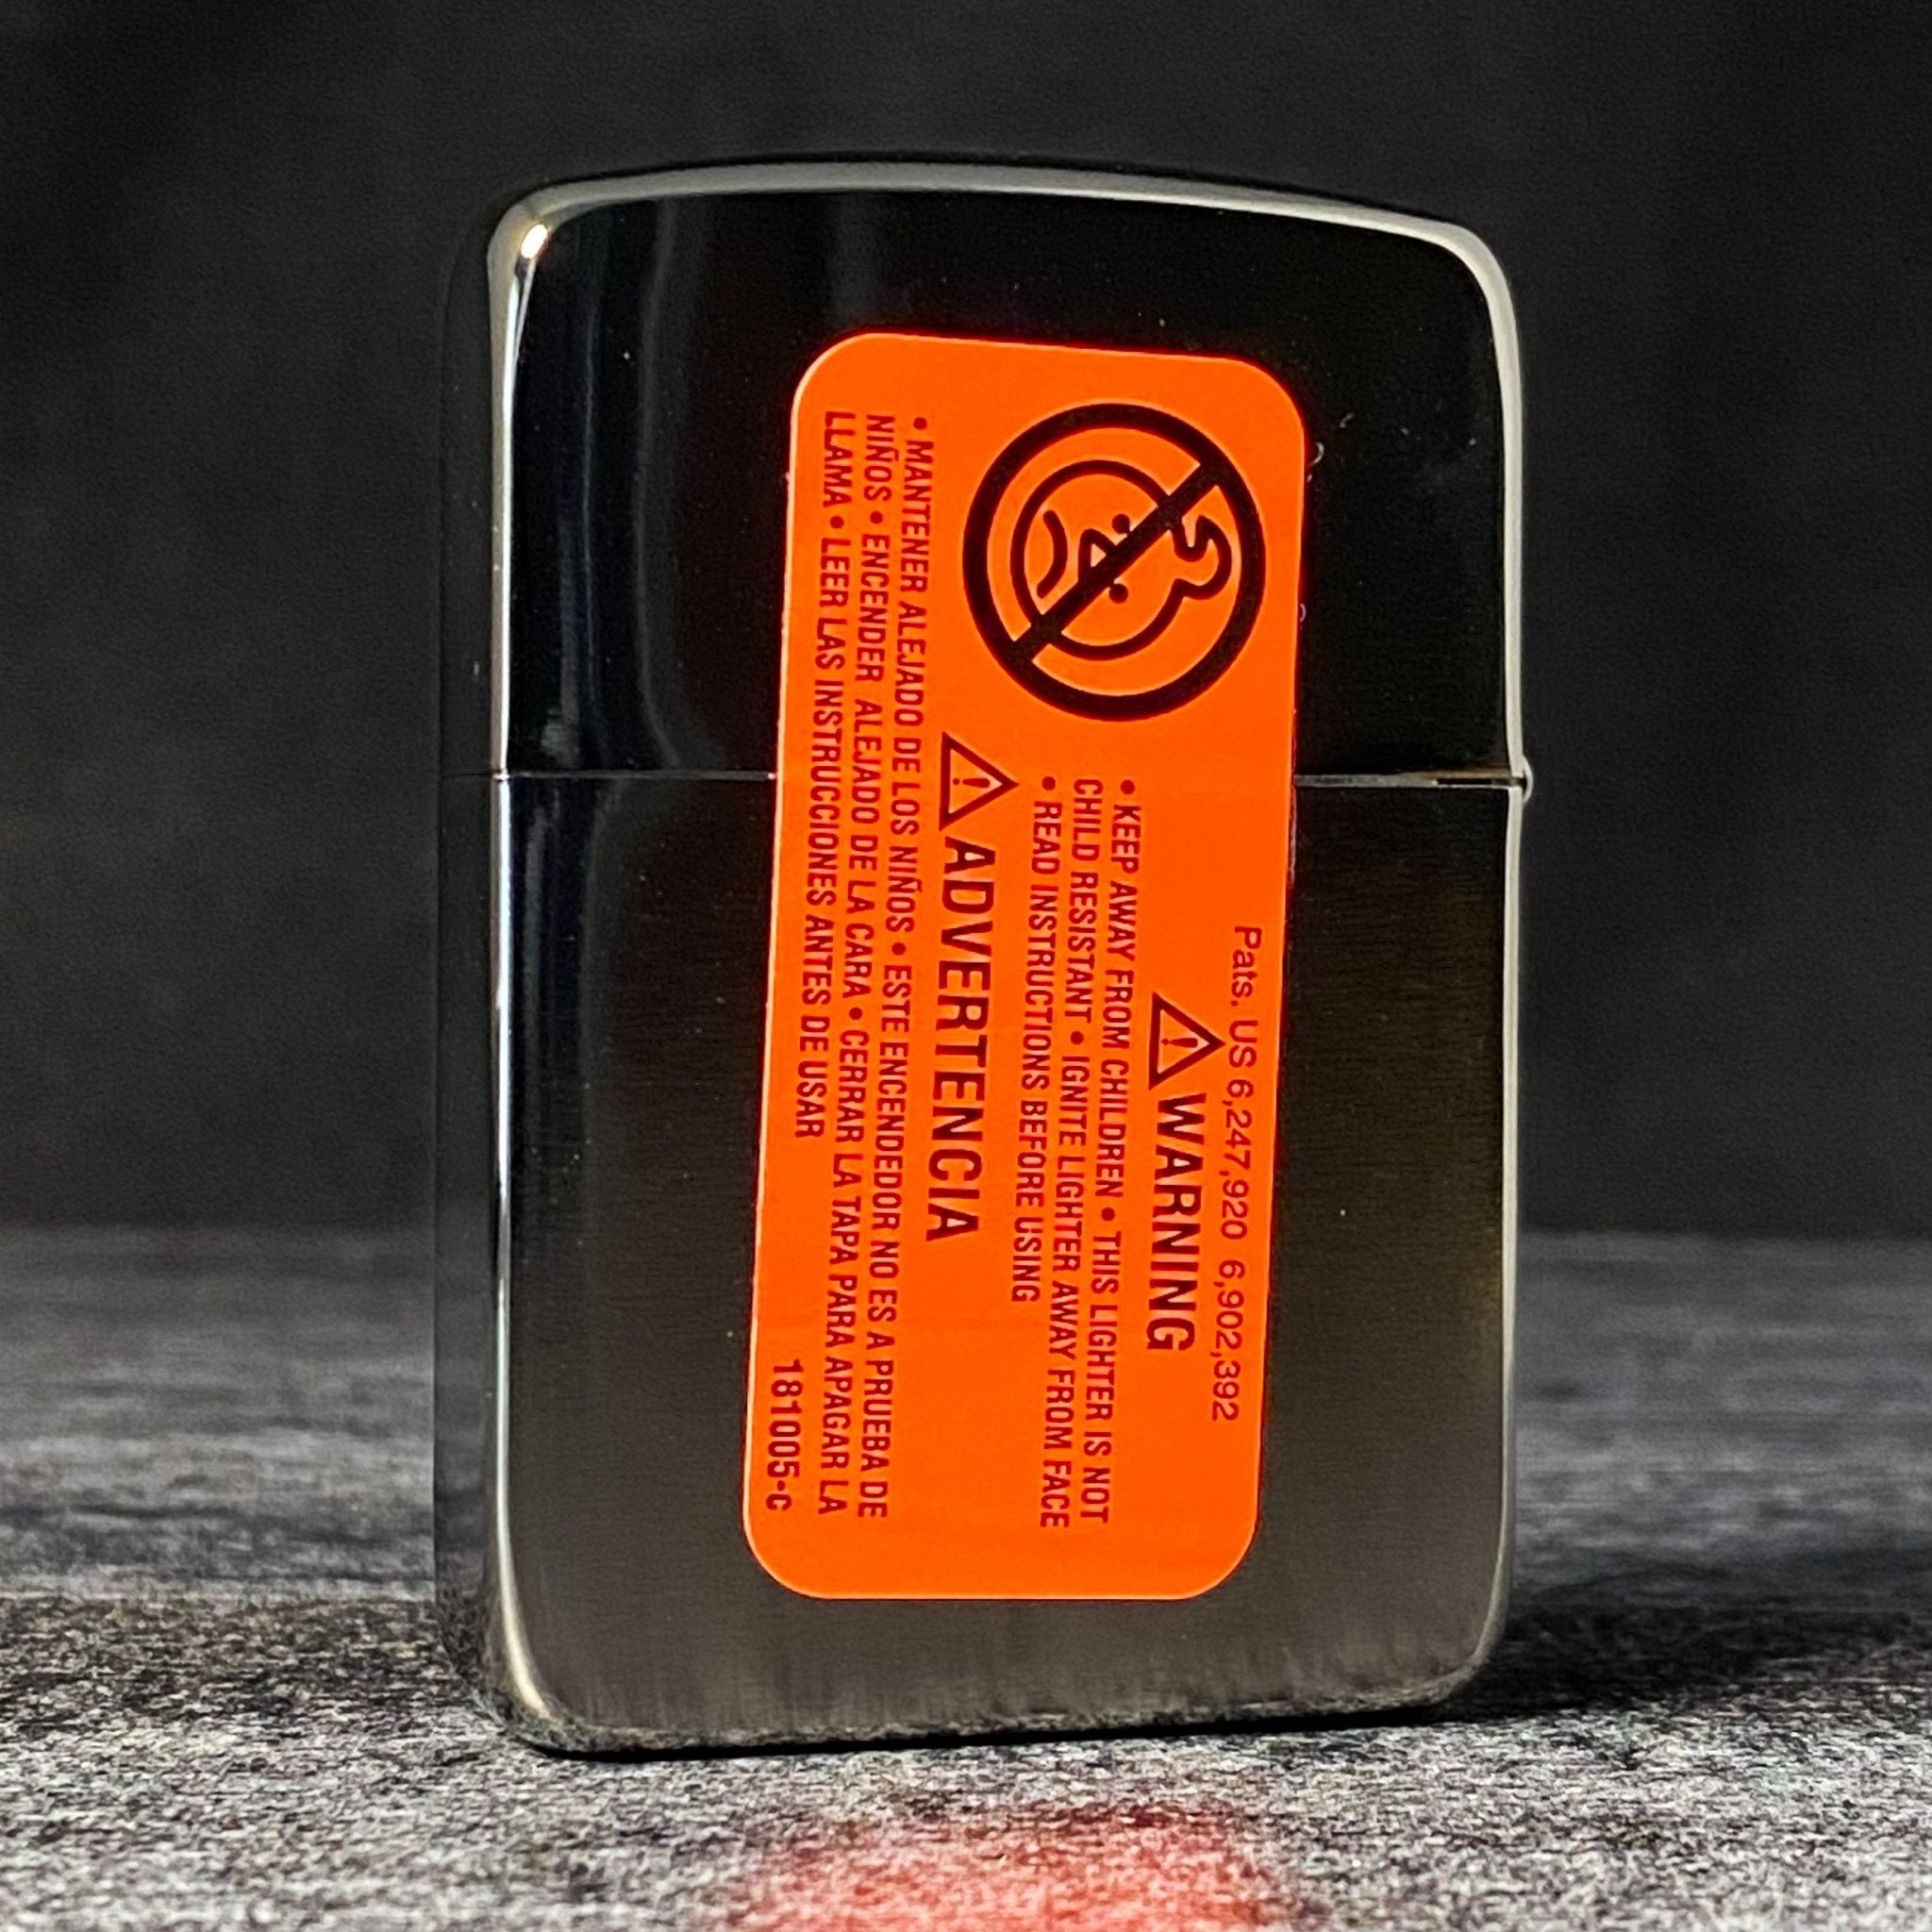 Pats. US 6,247,920 6,902,392
⚠ WARNING
• KEEP AWAY FROM CHILDREN • THIS LIGHTER IS NOT
CHILD RESISTANT • IGNITE LIGHTER AWAY FROM FACE
• READ INSTRUCTIONS BEFORE USING
⚠ ADVERTENCIA
• MANTENER ALEJADO DE LOS NIÑOS • ESTE ENCENDEDOR NO ES A PRUEBA DE
NIÑOS • ENCENDER ALEJADO DE LA CARA • CERRAR LA TAPA PARA APAGAR LA
LLAMA • LEER LAS INSTRUCCIONES ANTES DE USAR
181005-c